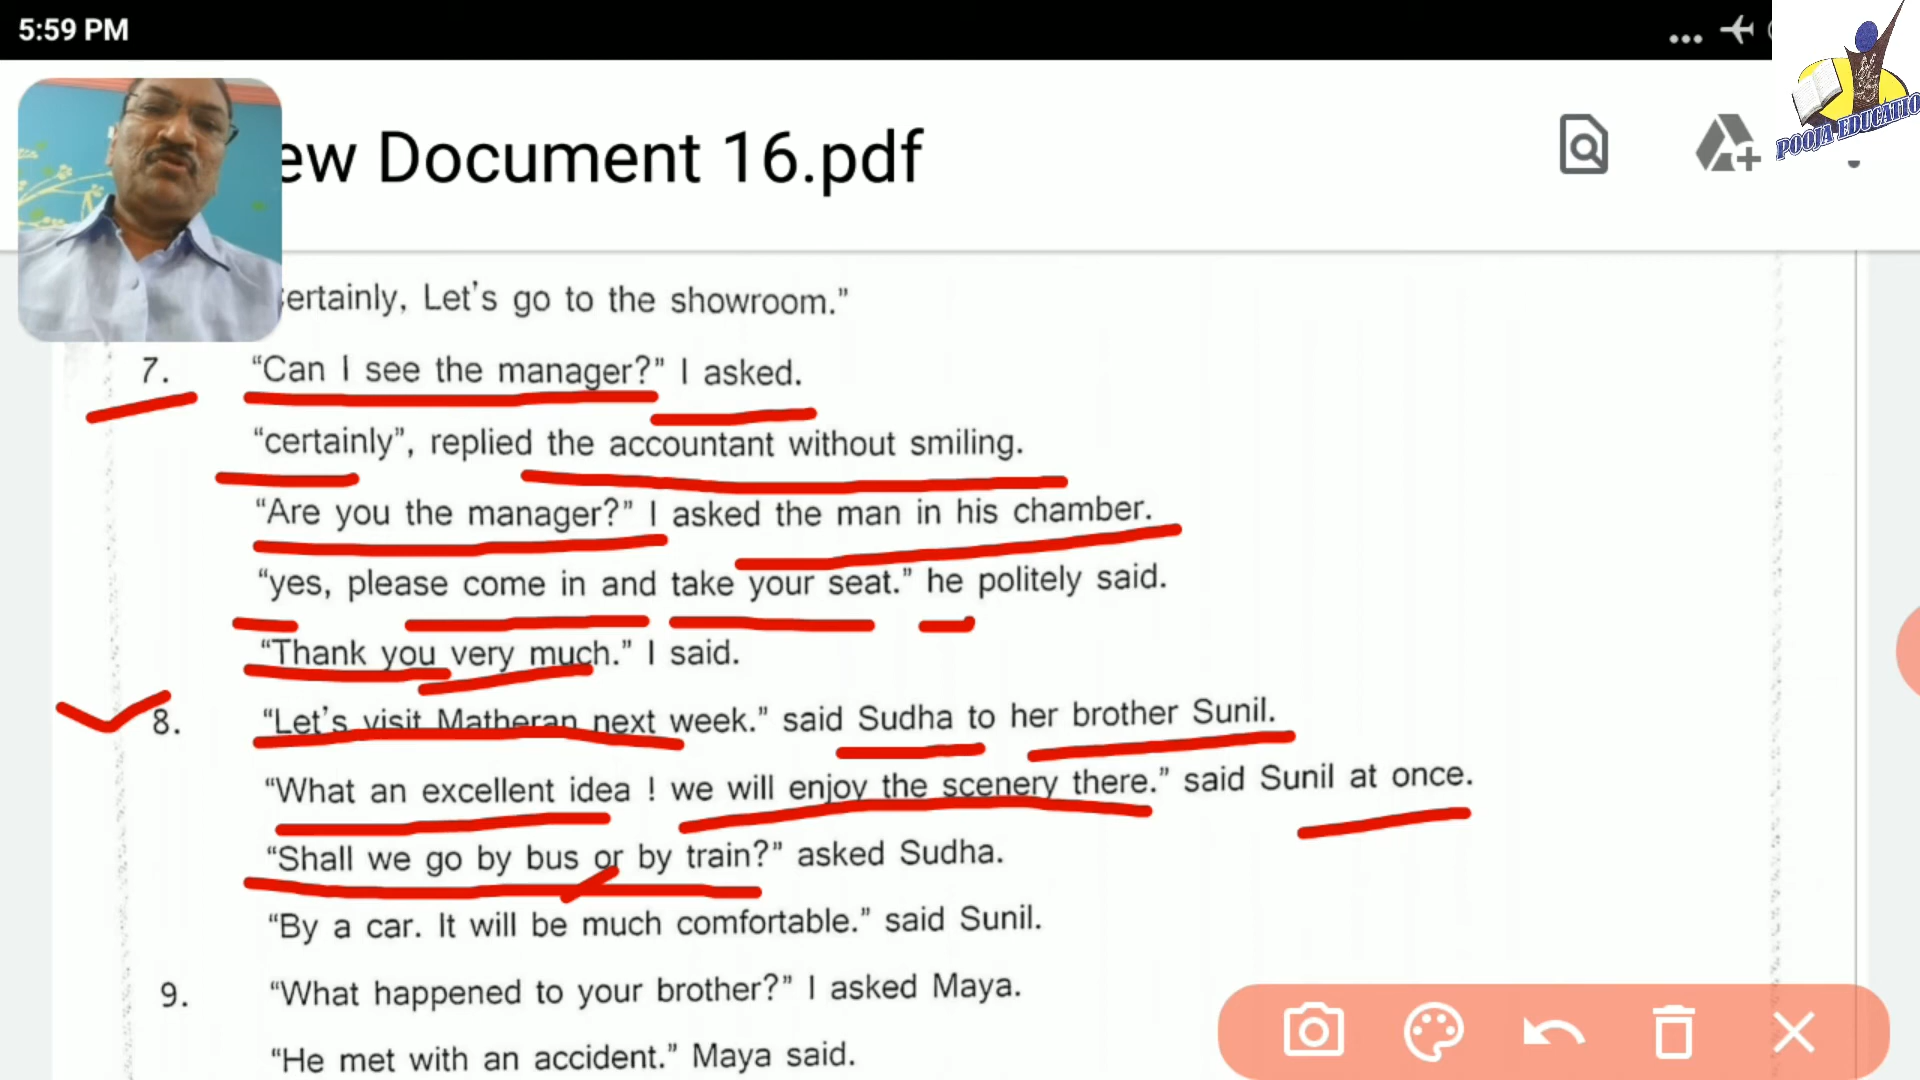 5:59 PM
ew Document 16.pdf
POOJA EDUCATIO
ertainly, Let's go to the showroom.”
7. “Can I see the manager?” I asked.
“certainly”, replied the accountant without smiling.
“Are you the manager?” I asked the man in his chamber.
“yes, please come in and take your seat.” he politely said.
“Thank you very much.” I said.
8. “Let's visit Matheran next week.” said Sudha to her brother Sunil.
“What an excellent idea ! we will enjoy the scenery there.” said Sunil at once.
“Shall we go by bus or by train?” asked Sudha.
“By a car. It will be much comfortable.” said Sunil.
9. “What happened to your brother?” I asked Maya.
“He met with an accident.” Maya said.